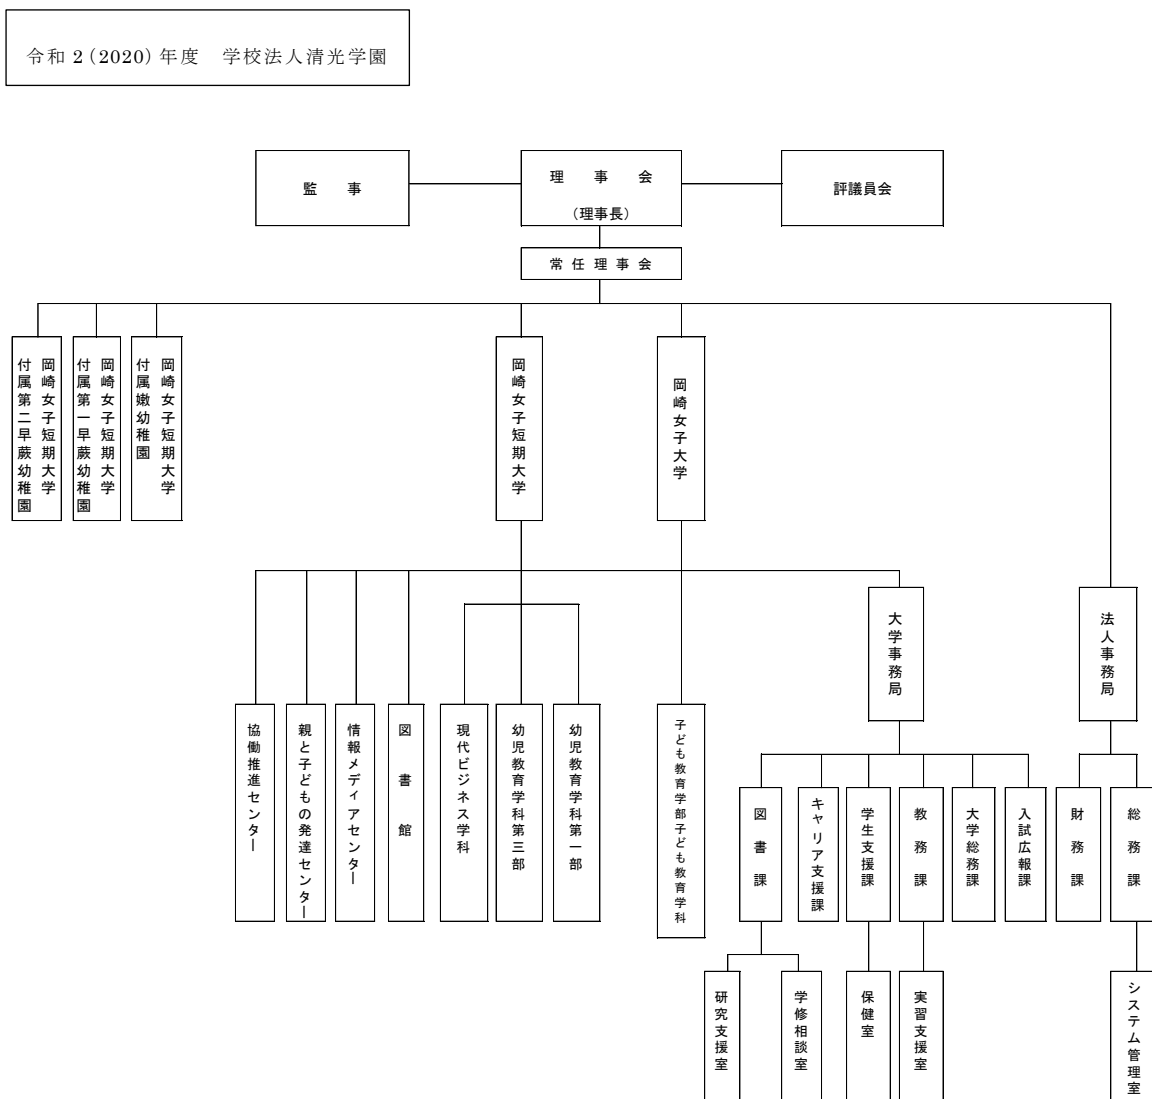 令和2(2020)年度　学校法人清光学園
監　事
理　事　会
（理事長）
評議員会
常任理事会
岡崎女子短期大学
付属第二早蕨幼稚園
岡崎女子短期大学
付属第一早蕨幼稚園
岡崎女子短期大学
付属嫩幼稚園
岡崎女子短期大学
岡崎女子大学
大学事務局
法人事務局
協働推進センター
親と子どもの発達センター
情報メディアセンター
図書館
現代ビジネス学科
幼児教育学科第三部
幼児教育学科第一部
子ども教育学部子ども教育学科
図書課
キャリア支援課
学生支援課
教務課
大学総務課
入試広報課
財務課
総務課
研究支援室
学修相談室
保健室
実習支援室
システム管理室